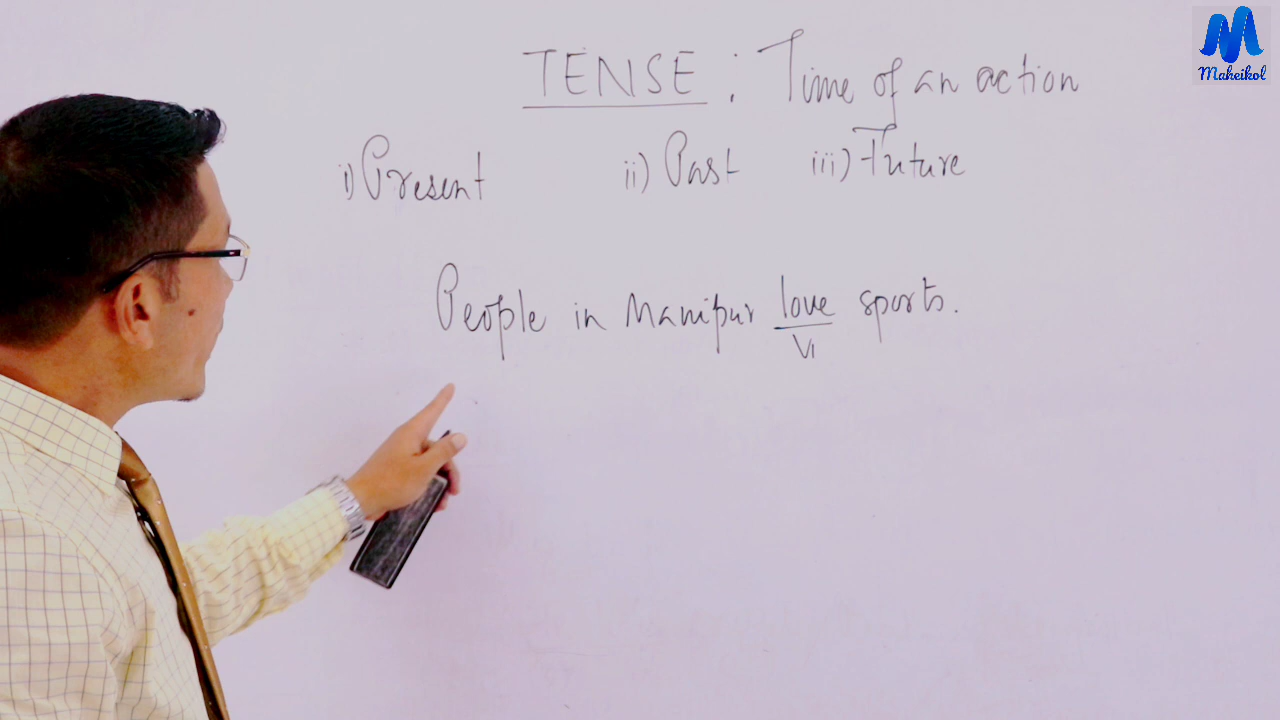 Maheikol
TENSE : Time of an action
i) Present ii) Past iii) Future
People in Manipur love sports.
V1